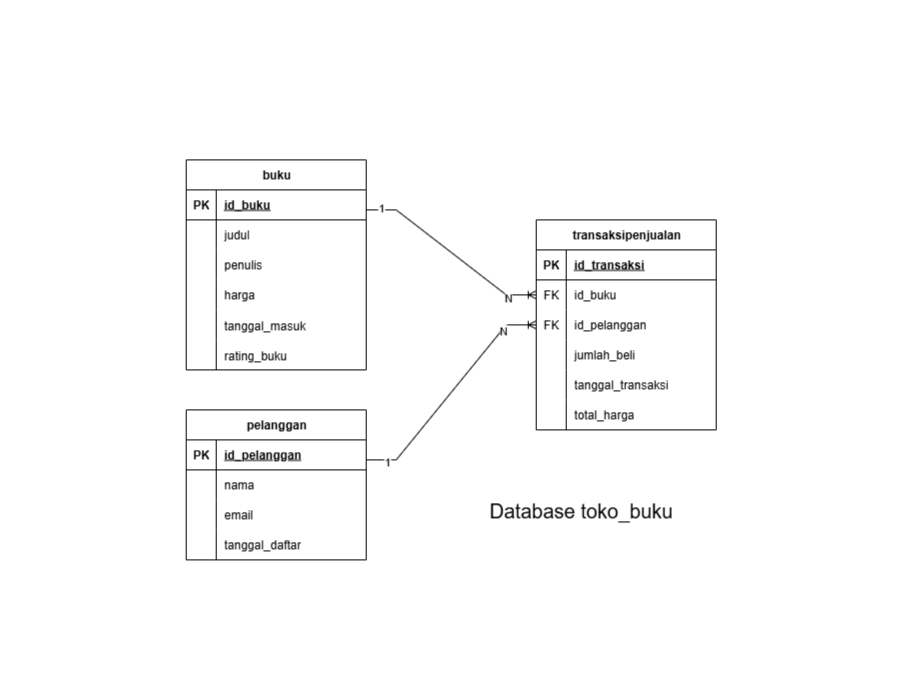 buku
PK id_buku
judul
penulis
harga
tanggal_masuk
rating_buku
1
N
transaksipenjualan
PK id_transaksi
FK id_buku
FK id_pelanggan
jumlah_beli
tanggal_transaksi
total_harga
N
1
pelanggan
PK id_pelanggan
nama
email
tanggal_daftar
Database toko_buku